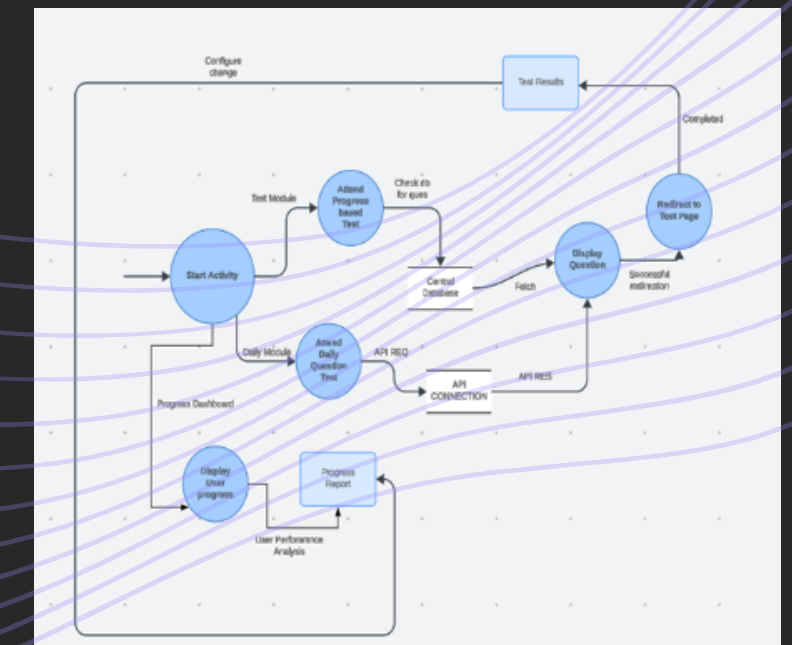 Configure
change
Test Results
Completed
Test Module
Attend
Progress
based
Test
Check db
for ques
Redirect to
Test Page
Start Activity
Display
Question
Central
Database
Fetch
Successful
redirection
Daily Module
Attend
Daily
Question
Test
API REQ
API
CONNECTION
API RES
Progress Dashboard
Display
User
progress
Progress
Report
User Performance
Analysis